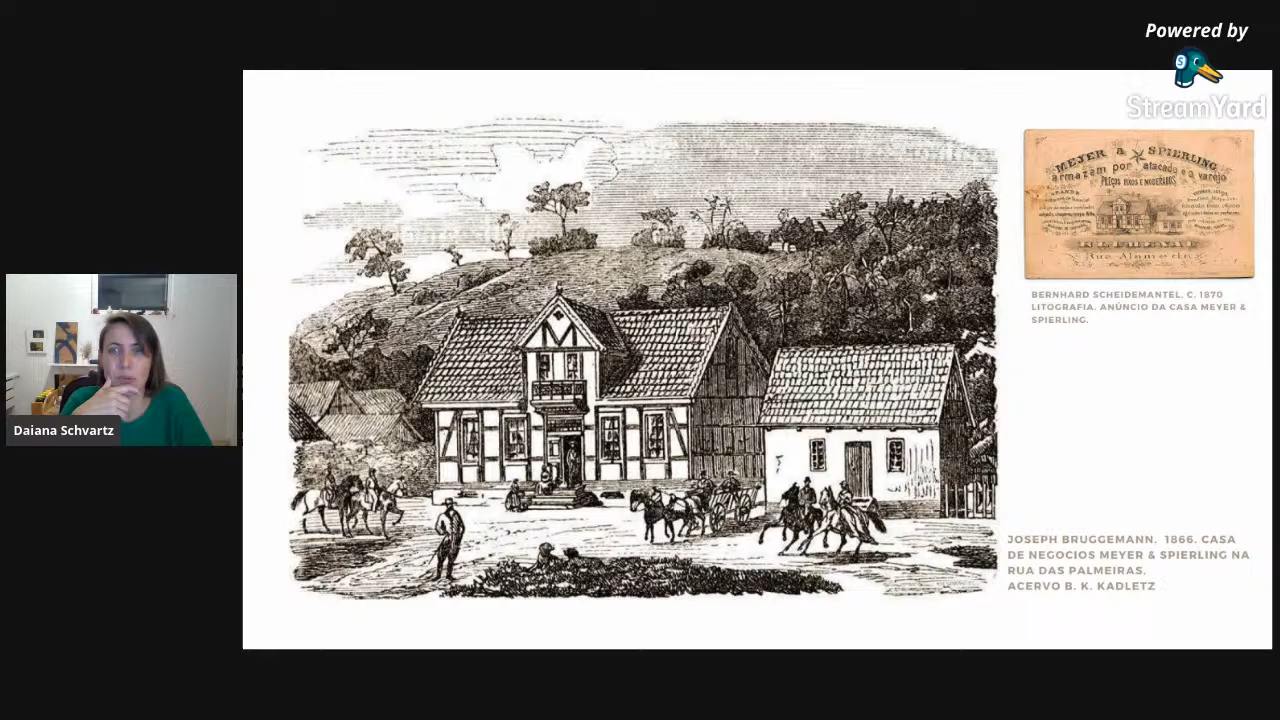 Powered by
StreamYard
MEYER & SPIERLING
armazem por atacado e a varejo
PREÇOS FIXOS E MODERADOS
BLUMENAU
Rua Alameda
BERNHARD SCHEIDEMANTEL. C. 1870
LITOGRAFIA. ANÚNCIO DA CASA MEYER &
SPIERLING.
Daiana Schvartz
JOSEPH BRUGGEMANN. 1866. CASA
DE NEGOCIOS MEYER & SPIERLING NA
RUA DAS PALMEIRAS.
ACERVO B. K. KADLETZ